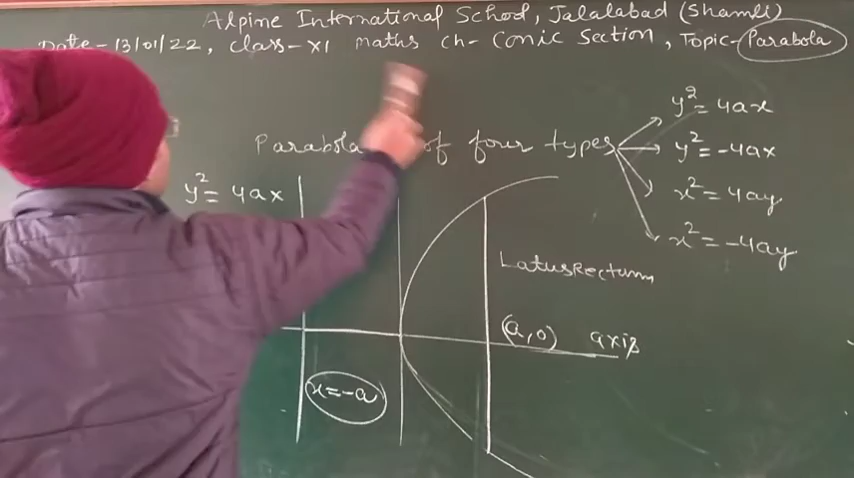 Alpine International School, Jalalabad (Shamli)
Date-13/01/22, class-XI maths ch- Conic Section, Topic-Parabola
y²=4ax
Parabola of four types
y²=-4ax
y²=4ax
x²=4ay
x²=-4ay
LatusRectum
(a,0) axis
x=-a